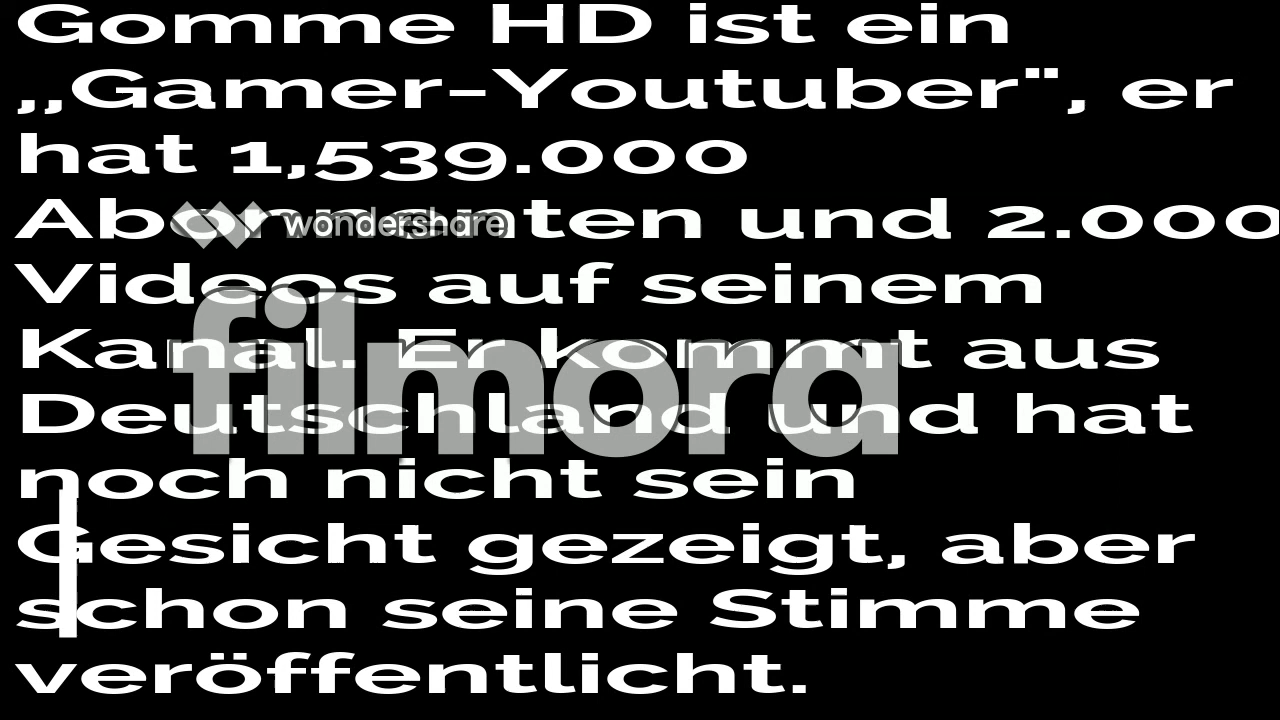 Gomme HD ist ein
,,Gamer-Youtuber", er
hat 1,539.000
Abonnenten und 2.000
wondershare
Videos auf seinem
filmora
Kanal. Er kommt aus
Deutschland und hat
noch nicht sein
Gesicht gezeigt, aber
schon seine Stimme
veröffentlicht.